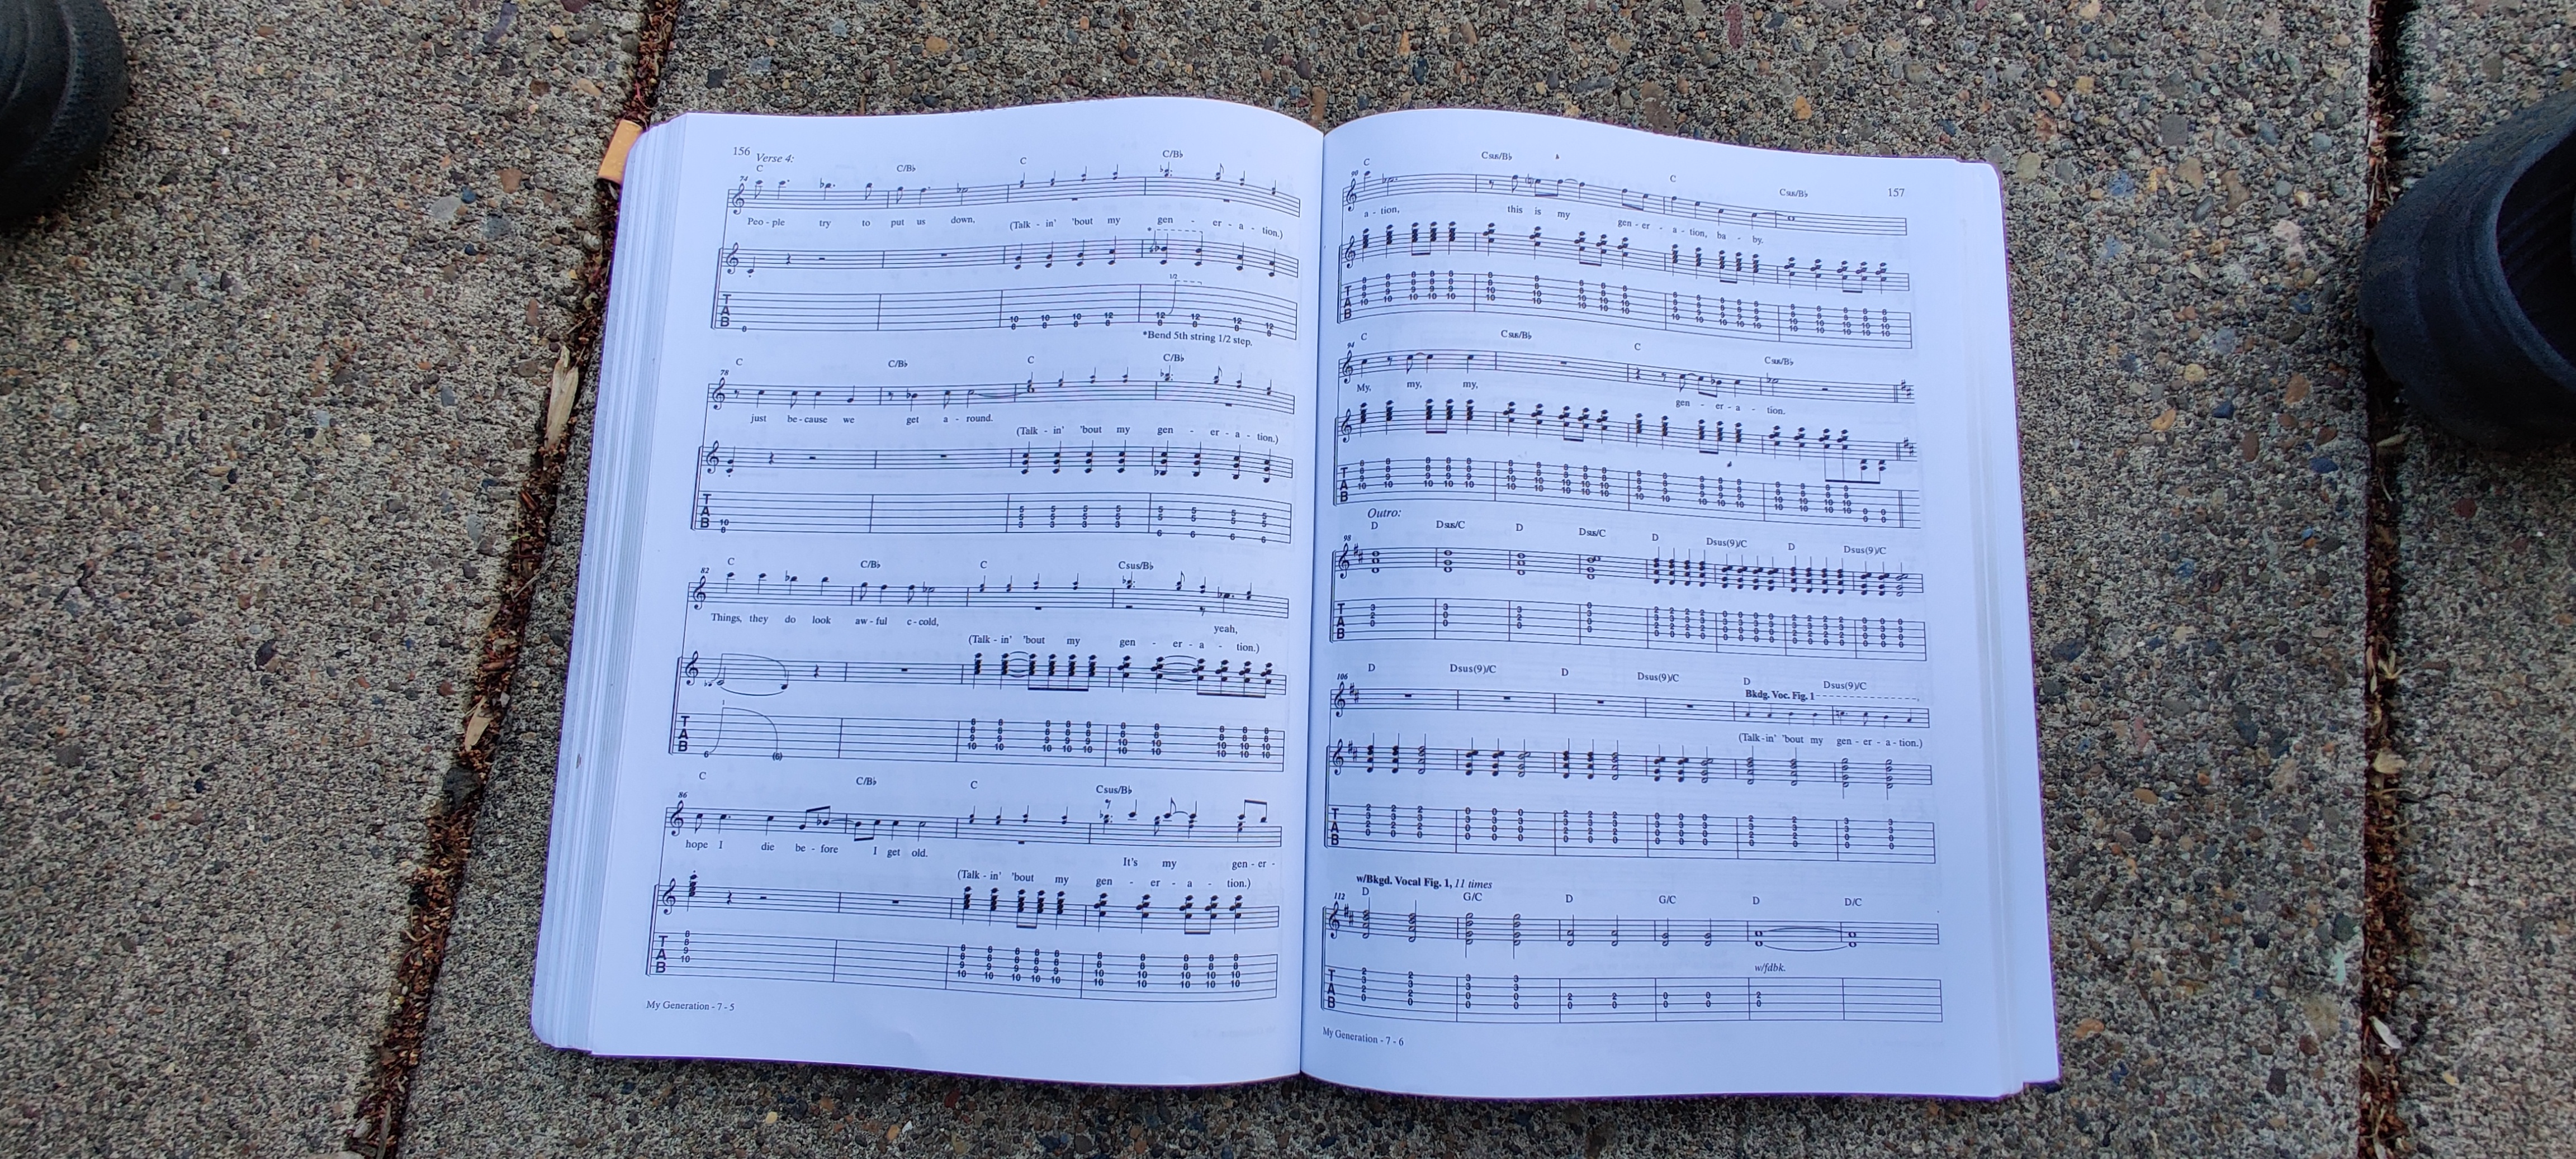 156
Verse 4:
C C/B♭ C C/B♭
74
Peo - ple try to put us down, (Talk - in' 'bout my gen - er - a - tion.)
1/2
T
A
B
*Bend 5th string 1/2 step.
C C/B♭ C C/B♭
78
just be - cause we get a - round.
(Talk - in' 'bout my gen - er - a - tion.)
T
A
B
C C/B♭ C Csus/B♭
82
Things, they do look aw - ful c - cold, yeah,
(Talk - in' 'bout my gen - er - a - tion.)
T
A
B
C C/B♭ C Csus/B♭
86
hope I die be - fore I get old. It's my gen - er -
(Talk - in' 'bout my gen - er - a - tion.)
T
A
B
My Generation - 7 - 5
157
C Csus/B♭ C Csus/B♭
90
a - tion, this is my gen - er - a - tion, ba - by.
T
A
B
C Csus/B♭ C Csus/B♭
94
My, my, my, gen - er - a - tion.
T
A
B
Outro:
D Dsus/C D Dsus/C D Dsus(9)/C D Dsus(9)/C
98
T
A
B
D Dsus(9)/C D Dsus(9)/C D Dsus(9)/C
106
Bkdg. Voc. Fig. 1
(Talk - in' 'bout my gen - er - a - tion.)
T
A
B
w/Bkgd. Vocal Fig. 1, 11 times
D G/C D G/C D D/C
112
w/fdbk.
T
A
B
My Generation - 7 - 6